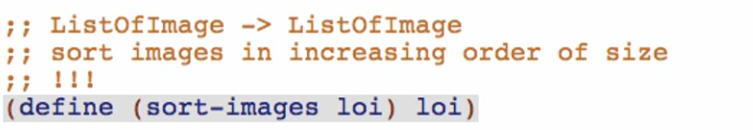 ;; ListOfImage -> ListOfImage
;; sort images in increasing order of size
;; !!!
(define (sort-images loi) loi)